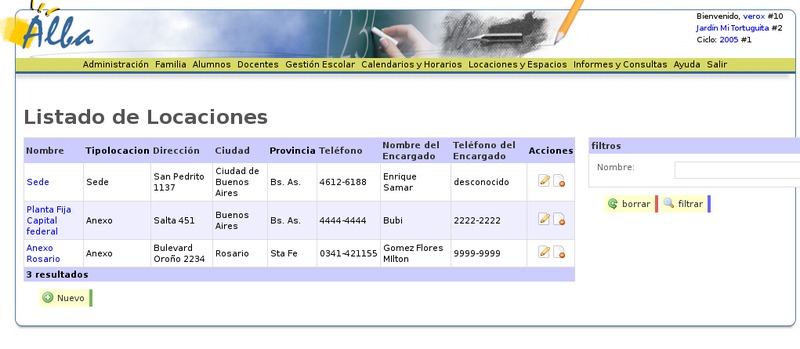 Alba
Bienvenido, verox #10
Jardín Mi Tortuguita #2
Ciclo: 2005 #1
Administración Familia Alumnos Docentes Gestión Escolar Calendarios y Horarios Locaciones y Espacios Informes y Consultas Ayuda Salir
Listado de Locaciones
Nombre Tipolocacion Dirección Ciudad Provincia Teléfono Nombre del Encargado Teléfono del Encargado Acciones
Sede Sede San Pedrito 1137 Ciudad de Buenos Aires Bs. As. 4612-6188 Enrique Samar desconocido
Planta Fija Capital federal Anexo Salta 451 Buenos Aires Bs. As. 4444-4444 Bubi 2222-2222
Anexo Rosario Anexo Bulevard Oroño 2234 Rosario Sta Fe 0341-421155 Gomez Flores MIlton 9999-9999
3 resultados
Nuevo
filtros
Nombre:
borrar filtrar